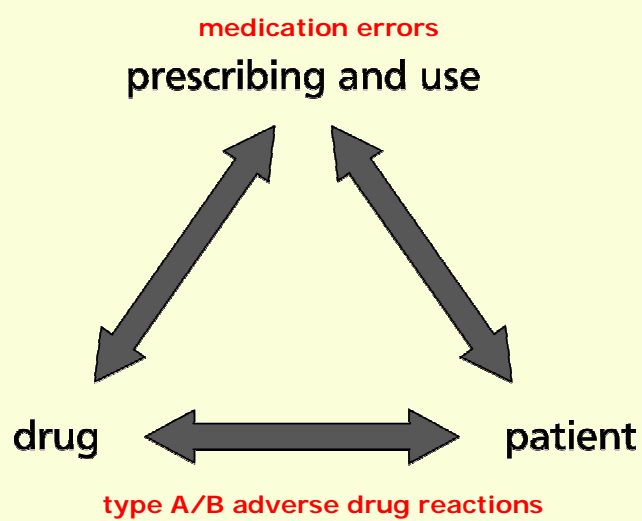 medication errors
prescribing and use
drug
patient
type A/B adverse drug reactions